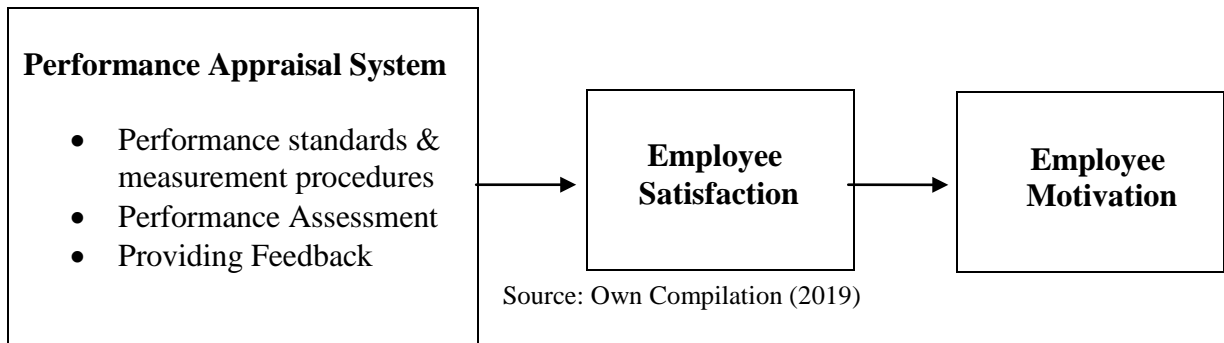 Performance Appraisal System
• Performance standards &
measurement procedures
• Performance Assessment
• Providing Feedback
Employee
Satisfaction
Employee
Motivation
Source: Own Compilation (2019)